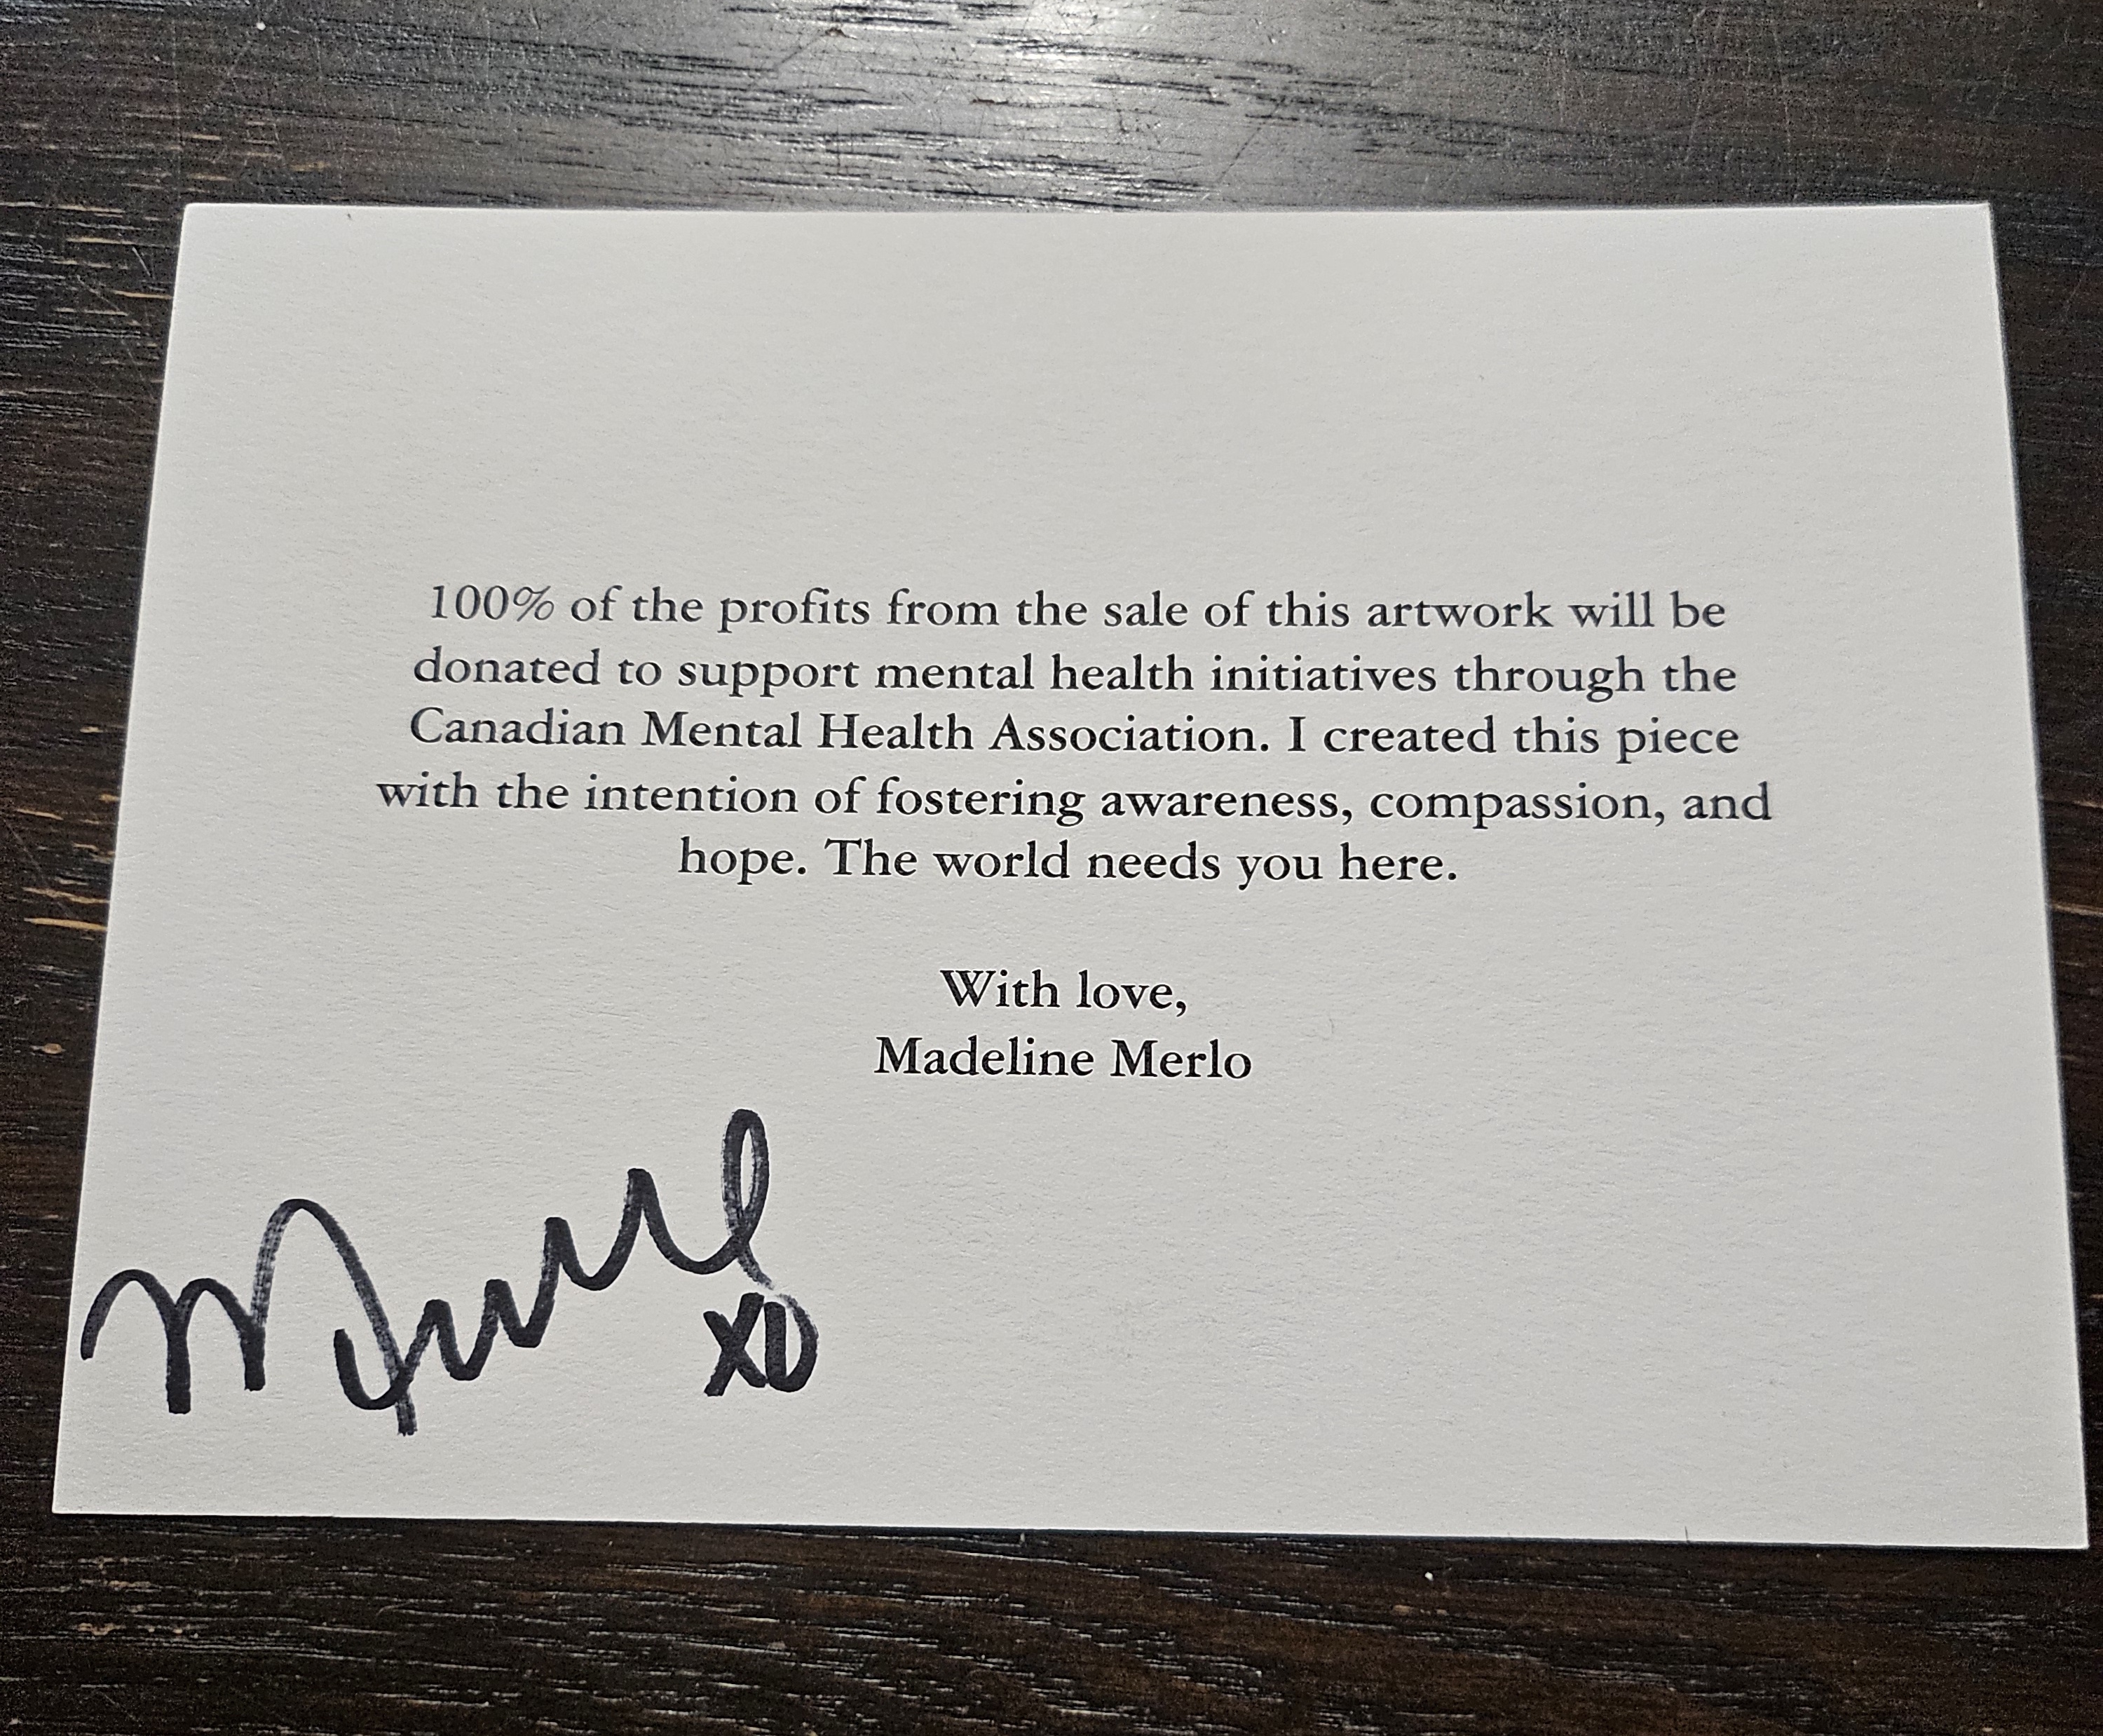 100% of the profits from the sale of this artwork will be
donated to support mental health initiatives through the
Canadian Mental Health Association. I created this piece
with the intention of fostering awareness, compassion, and
hope. The world needs you here.
With love,
Madeline Merlo
XO